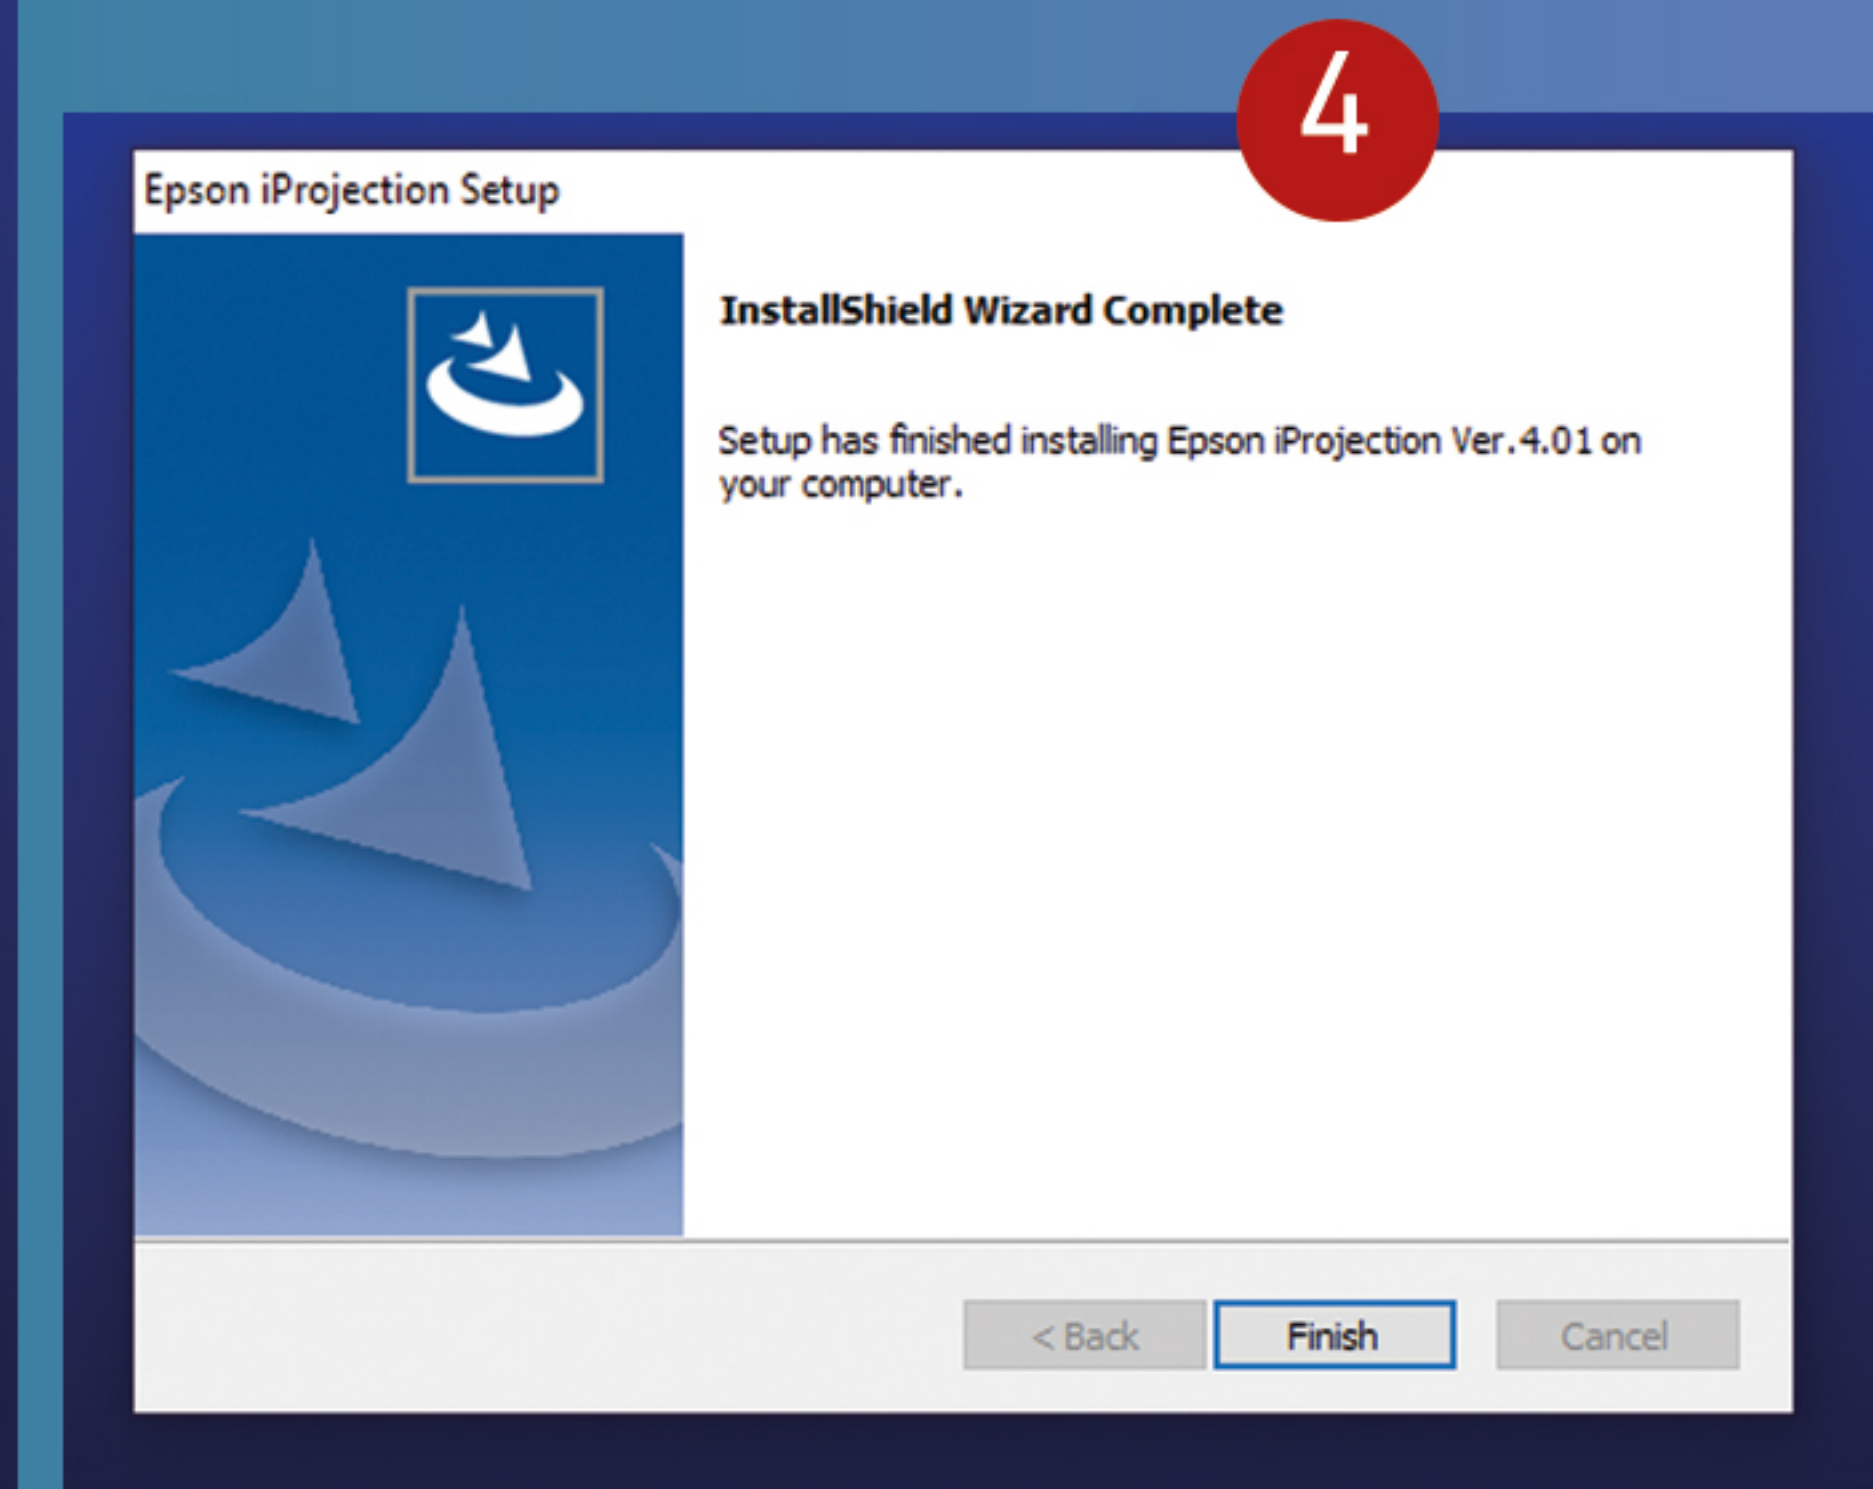 4
Epson iProjection Setup
InstallShield Wizard Complete
Setup has finished installing Epson iProjection Ver.4.01 on
your computer.
< Back
Finish
Cancel